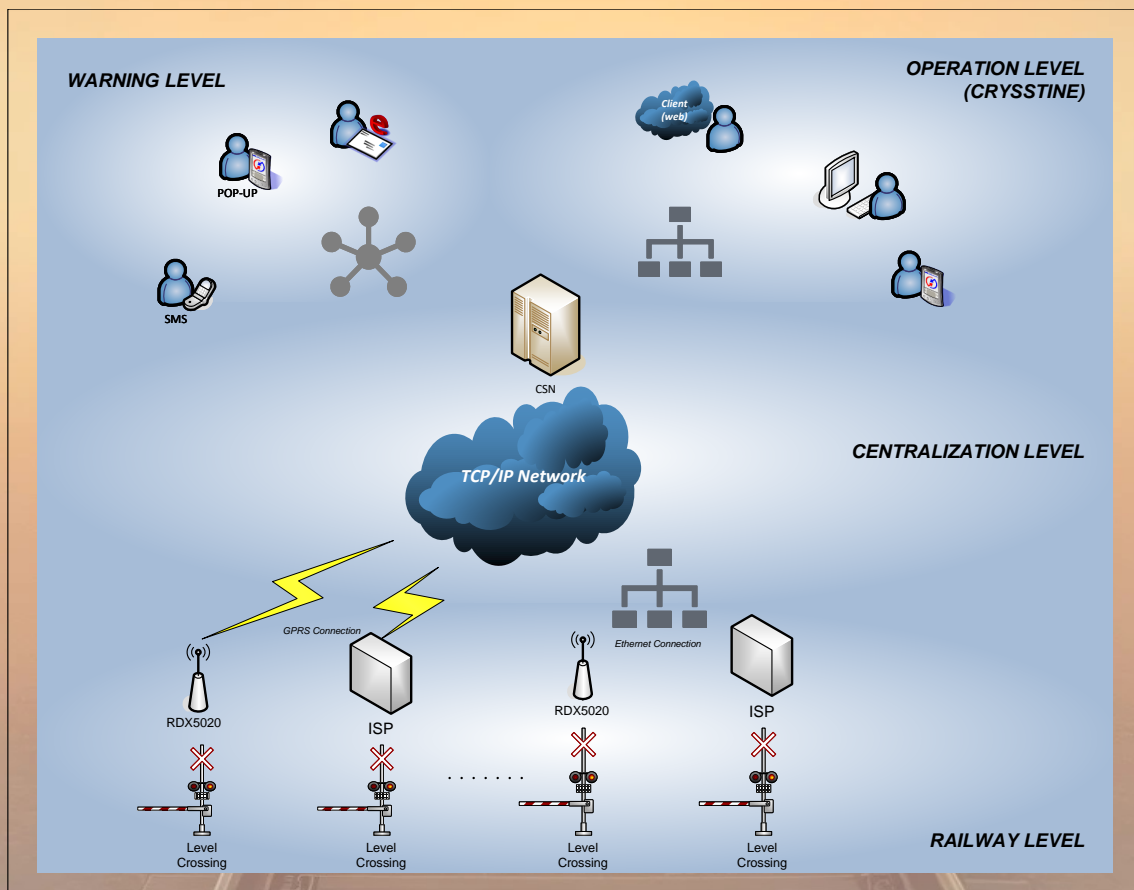 WARNING LEVEL
OPERATION LEVEL
(CRYSSTINE)
e
Client
(web)
POP-UP
SMS
CSN
TCP/IP Network
CENTRALIZATION LEVEL
GPRS Connection
Ethernet Connection
RDX5020
ISP
RDX5020
ISP
. . . . . . .
Level
Crossing
Level
Crossing
Level
Crossing
Level
Crossing
RAILWAY LEVEL